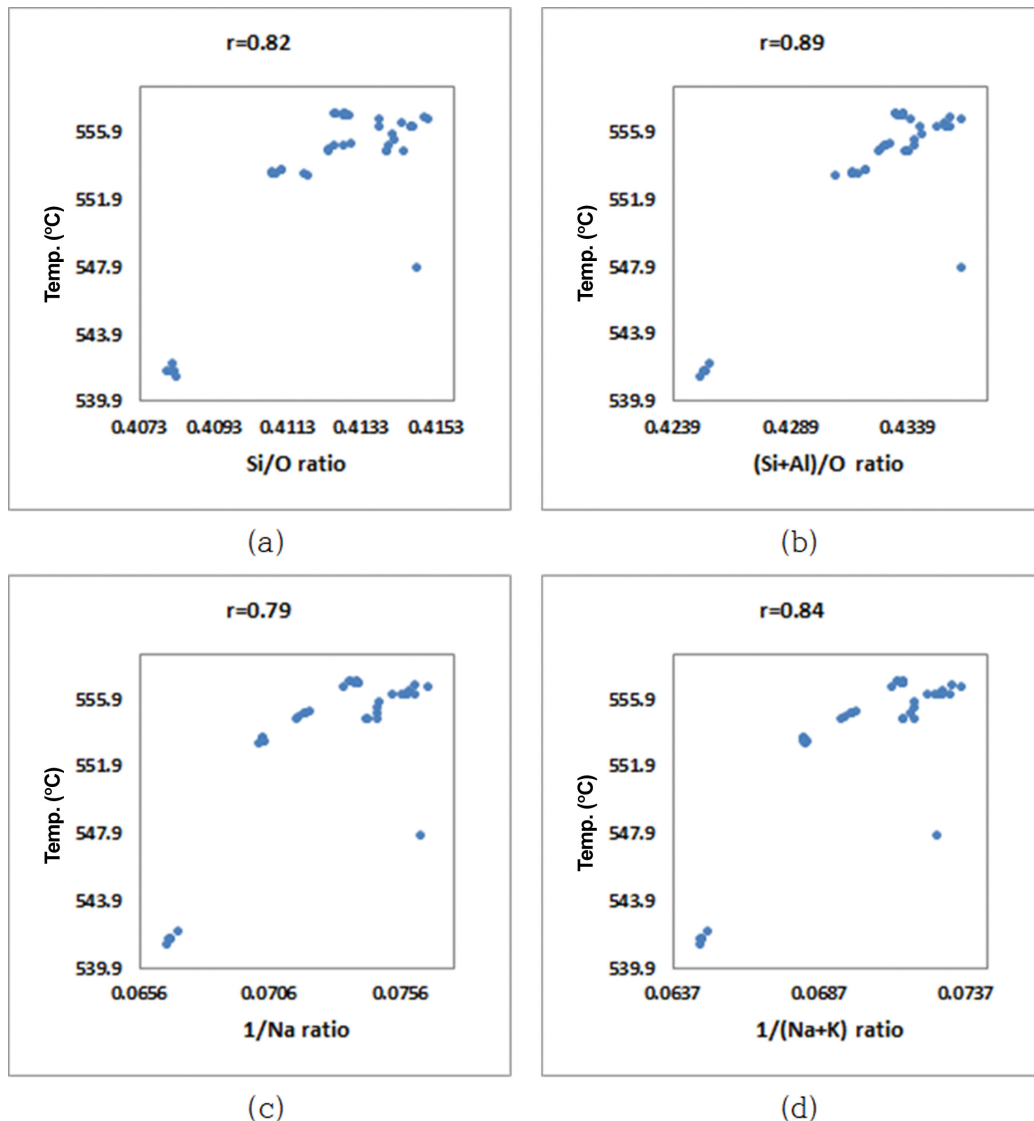 r=0.82
555.9
551.9
547.9
543.9
539.9
Temp. (°C)
0.4073 0.4093 0.4113 0.4133 0.4153
Si/O ratio
(a)
r=0.89
555.9
551.9
547.9
543.9
539.9
Temp. (°C)
0.4239 0.4289 0.4339
(Si+Al)/O ratio
(b)
r=0.79
555.9
551.9
547.9
543.9
539.9
Temp. (°C)
0.0656 0.0706 0.0756
1/Na ratio
(c)
r=0.84
555.9
551.9
547.9
543.9
539.9
Temp. (°C)
0.0637 0.0687 0.0737
1/(Na+K) ratio
(d)